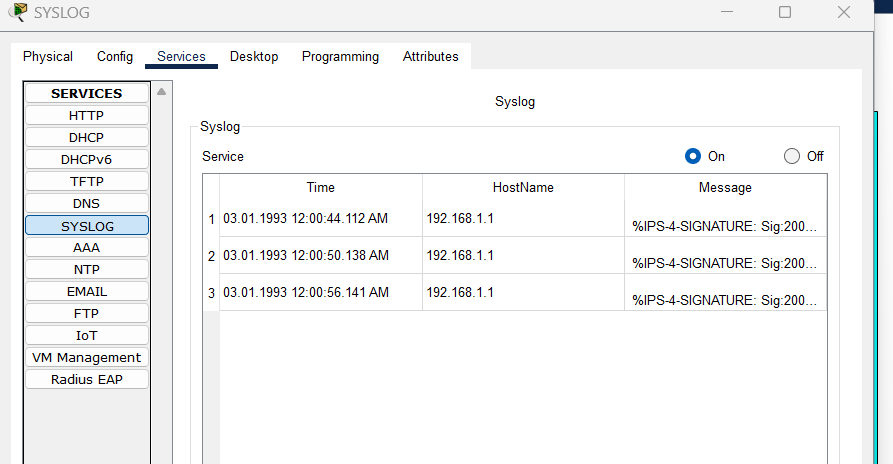 SYSLOG
Physical Config Services Desktop Programming Attributes
SERVICES
HTTP
DHCP
DHCPv6
TFTP
DNS
SYSLOG
AAA
NTP
EMAIL
FTP
IoT
VM Management
Radius EAP
Syslog
Syslog
Service On Off
Time HostName Message
1 03.01.1993 12:00:44.112 AM 192.168.1.1 %IPS-4-SIGNATURE: Sig:200...
2 03.01.1993 12:00:50.138 AM 192.168.1.1 %IPS-4-SIGNATURE: Sig:200...
3 03.01.1993 12:00:56.141 AM 192.168.1.1 %IPS-4-SIGNATURE: Sig:200...